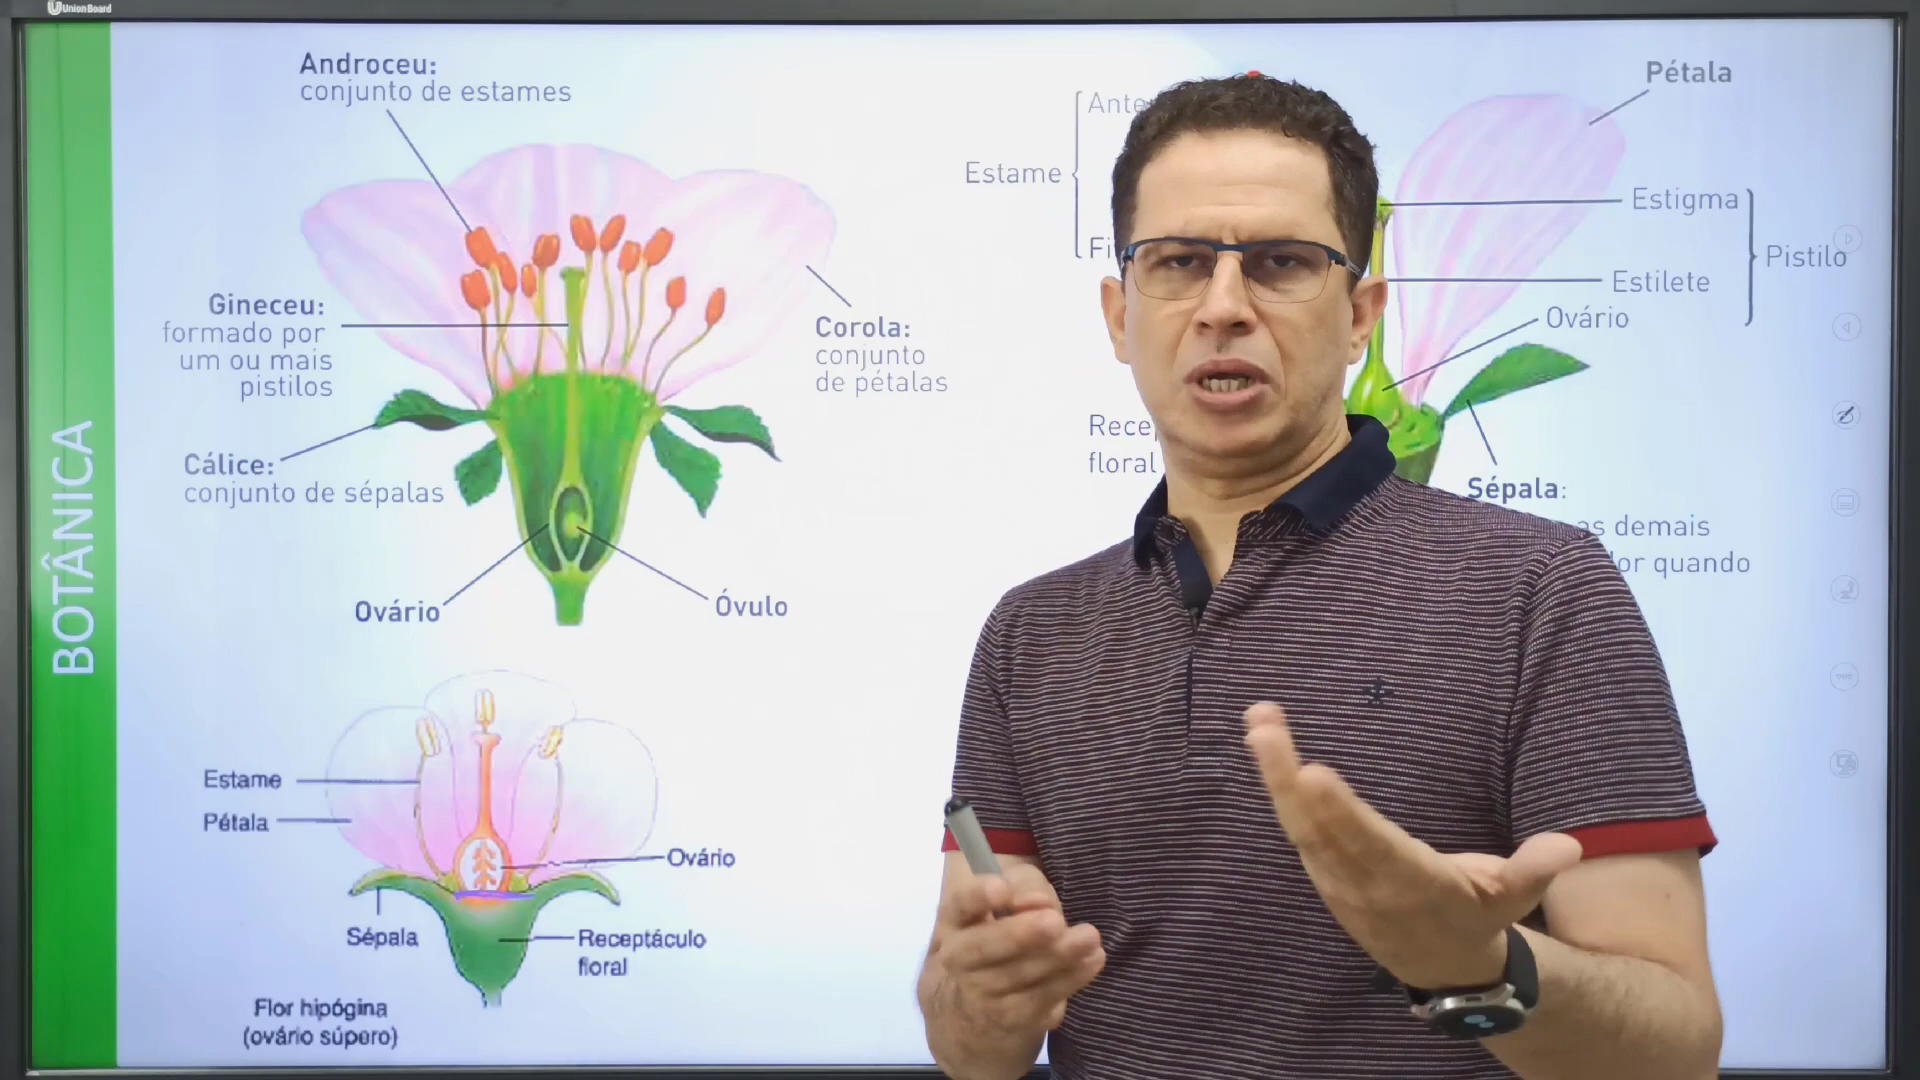 UnionBoard
BOTÂNICA
Androceu:
conjunto de estames
Gineceu:
formado por
um ou mais
pistilos
Cálice:
conjunto de sépalas
Corola:
conjunto
de pétalas
Ovário
Óvulo
Estame
Pétala
Sépala
Ovário
Receptáculo
floral
Flor hipógina
(ovário súpero)
Pétala
Estame
Estigma
Pistilo
Estilete
Ovário
floral
Sépala:
demais
quando